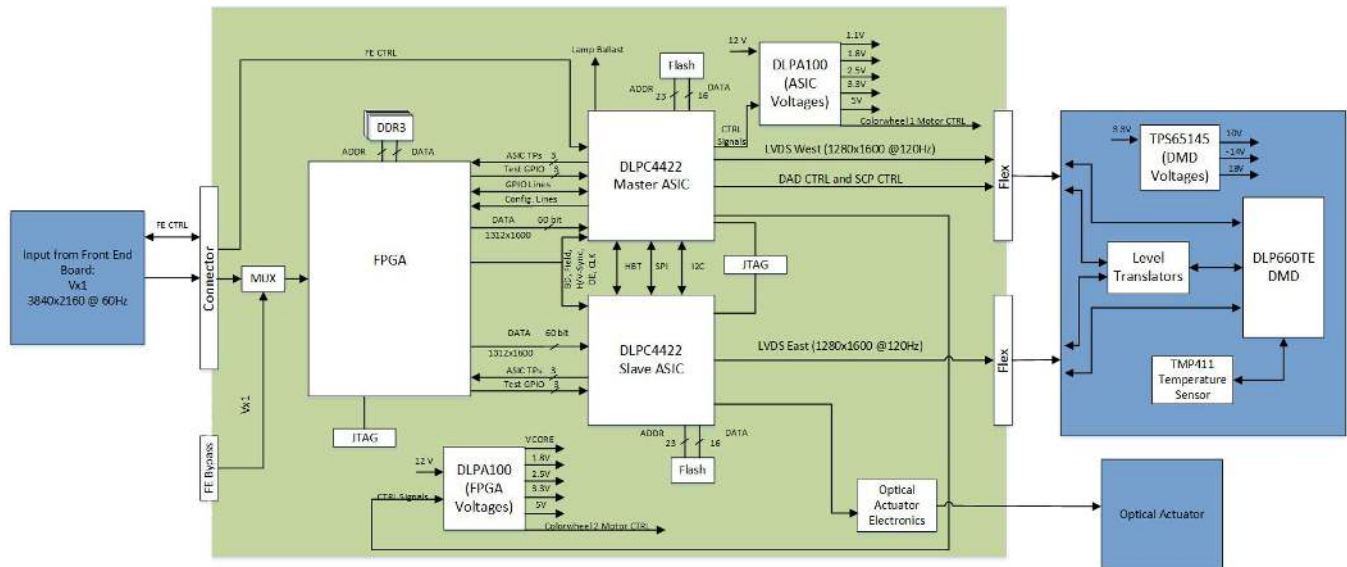 Input from Front End
Board:
Vx1
3840x2160 @ 60Hz
FE CTRL
Connector
FE Bypass
Vx1
MUX
FE CTRL
FPGA
DDR3
ADDR
DATA
JTAG
ASIC TPs 3
Test GPIO 3
GPIO Lines
Config. Lines
DATA 60 bit
1312x1600
BD, Field,
H/V-Sync,
DE, CLK
DATA 60 bit
1312x1600
ASIC TPs 3
Test GPIO 3
Lamp Ballast
Flash
ADDR
23
16
DATA
DLPC4422
Master ASIC
CTRL
Signals
HBT
SPI
I2C
JTAG
DLPC4422
Slave ASIC
ADDR
23
16
DATA
Flash
12 V
DLPA100
(ASIC
Voltages)
1.1V
1.8V
2.5V
3.3V
5V
Colorwheel 1 Motor CTRL
LVDS West (1280x1600 @120Hz)
DAD CTRL and SCP CTRL
LVDS East (1280x1600 @120Hz)
Flex
Flex
12 V
CTRL Signals
DLPA100
(FPGA
Voltages)
VCORE
1.8V
2.5V
3.3V
5V
Colorwheel 2 Motor CTRL
Optical
Actuator
Electronics
Optical Actuator
3.3V
TPS65145
(DMD
Voltages)
10V
-14V
18V
Level
Translators
DLP660TE
DMD
TMP411
Temperature
Sensor